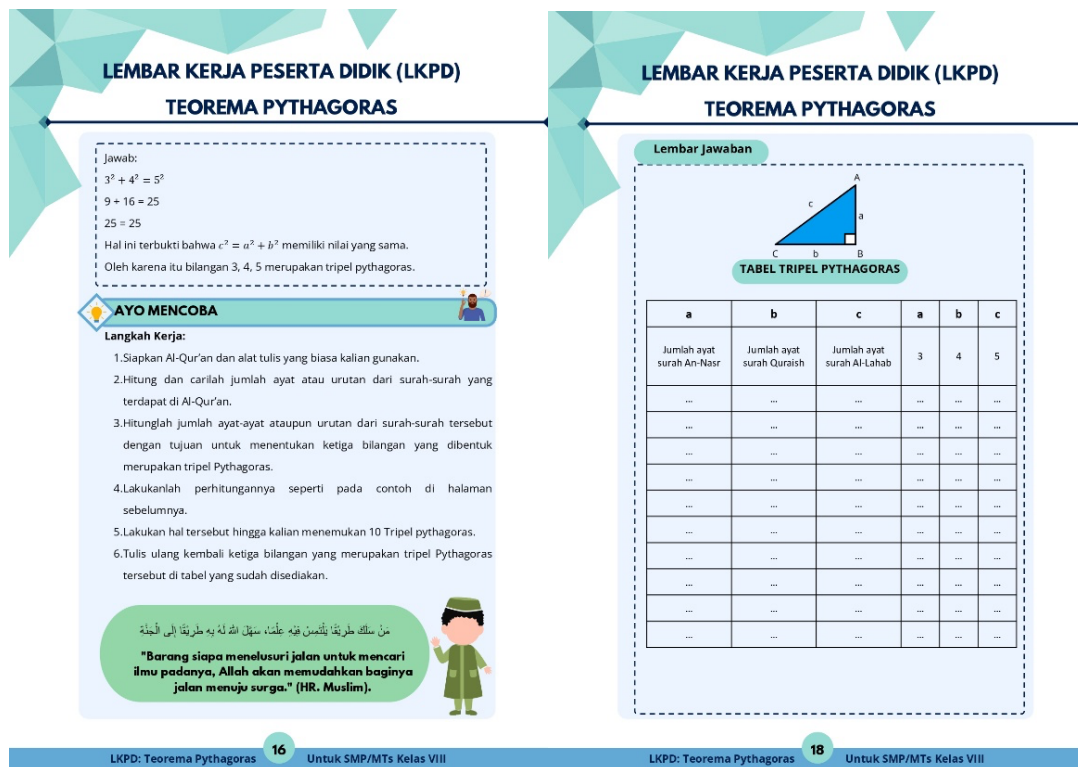 LEMBAR KERJA PESERTA DIDIK (LKPD)
TEOREMA PYTHAGORAS
Jawab:
3² + 4² = 5²
9 + 16 = 25
25 = 25
Hal ini terbukti bahwa c² = a² + b² memiliki nilai yang sama.
Oleh karena itu bilangan 3, 4, 5 merupakan tripel pythagoras.
AYO MENCOBA
Langkah Kerja:
1.Siapkan Al-Qur’an dan alat tulis yang biasa kalian gunakan.
2.Hitung dan carilah jumlah ayat atau urutan dari surah-surah yang
terdapat di Al-Qur’an.
3.Hitunglah jumlah ayat-ayat ataupun urutan dari surah-surah tersebut
dengan tujuan untuk menentukan ketiga bilangan yang dibentuk
merupakan tripel Pythagoras.
4.Lakukanlah perhitungannya seperti pada contoh di halaman
sebelumnya.
5.Lakukan hal tersebut hingga kalian menemukan 10 Tripel pythagoras.
6.Tulis ulang kembali ketiga bilangan yang merupakan tripel Pythagoras
tersebut di tabel yang sudah disediakan.
مَنْ سَلَكَ طَرِيْقًا يَلْتَمِسُ فِيْهِ عِلْمًا، سَهَّلَ اللهُ لَهُ بِهِ طَرِيْقًا إِلَى الْجَنَّةِ
"Barang siapa menelusuri jalan untuk mencari
ilmu padanya, Allah akan memudahkan baginya
jalan menuju surga." (HR. Muslim).
LKPD: Teorema Pythagoras 16 Untuk SMP/MTs Kelas VIII
LEMBAR KERJA PESERTA DIDIK (LKPD)
TEOREMA PYTHAGORAS
Lembar Jawaban
A
c
a
C b B
TABEL TRIPEL PYTHAGORAS
a b c a b c
Jumlah ayat Jumlah ayat Jumlah ayat 3 4 5
surah An-Nasr surah Quraish surah Al-Lahab
... ... ... ... ... ...
... ... ... ... ... ...
... ... ... ... ... ...
... ... ... ... ... ...
... ... ... ... ... ...
... ... ... ... ... ...
... ... ... ... ... ...
... ... ... ... ... ...
... ... ... ... ... ...
... ... ... ... ... ...
LKPD: Teorema Pythagoras 18 Untuk SMP/MTs Kelas VIII